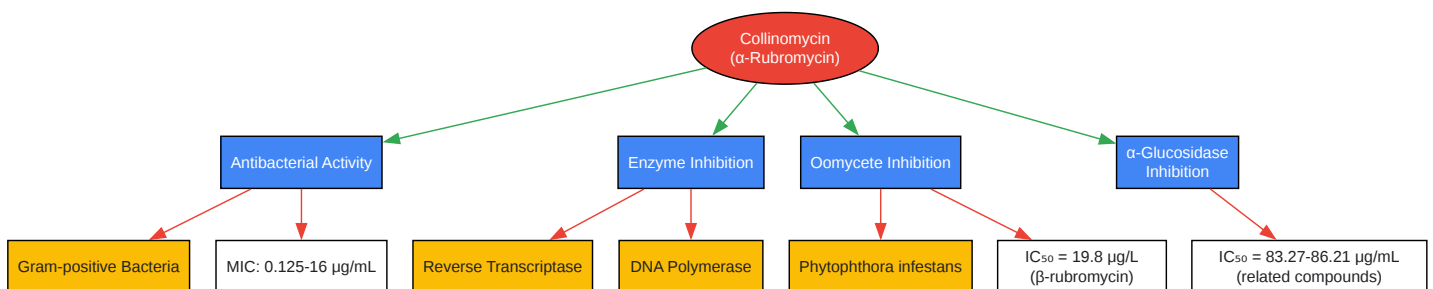 Collinomycin
(α-Rubromycin)
Antibacterial Activity
Enzyme Inhibition
Oomycete Inhibition
α-Glucosidase
Inhibition
Gram-positive Bacteria
MIC: 0.125-16 μg/mL
Reverse Transcriptase
DNA Polymerase
Phytophthora infestans
IC₅₀ = 19.8 μg/L
(β-rubromycin)
IC₅₀ = 83.27-86.21 μg/mL
(related compounds)